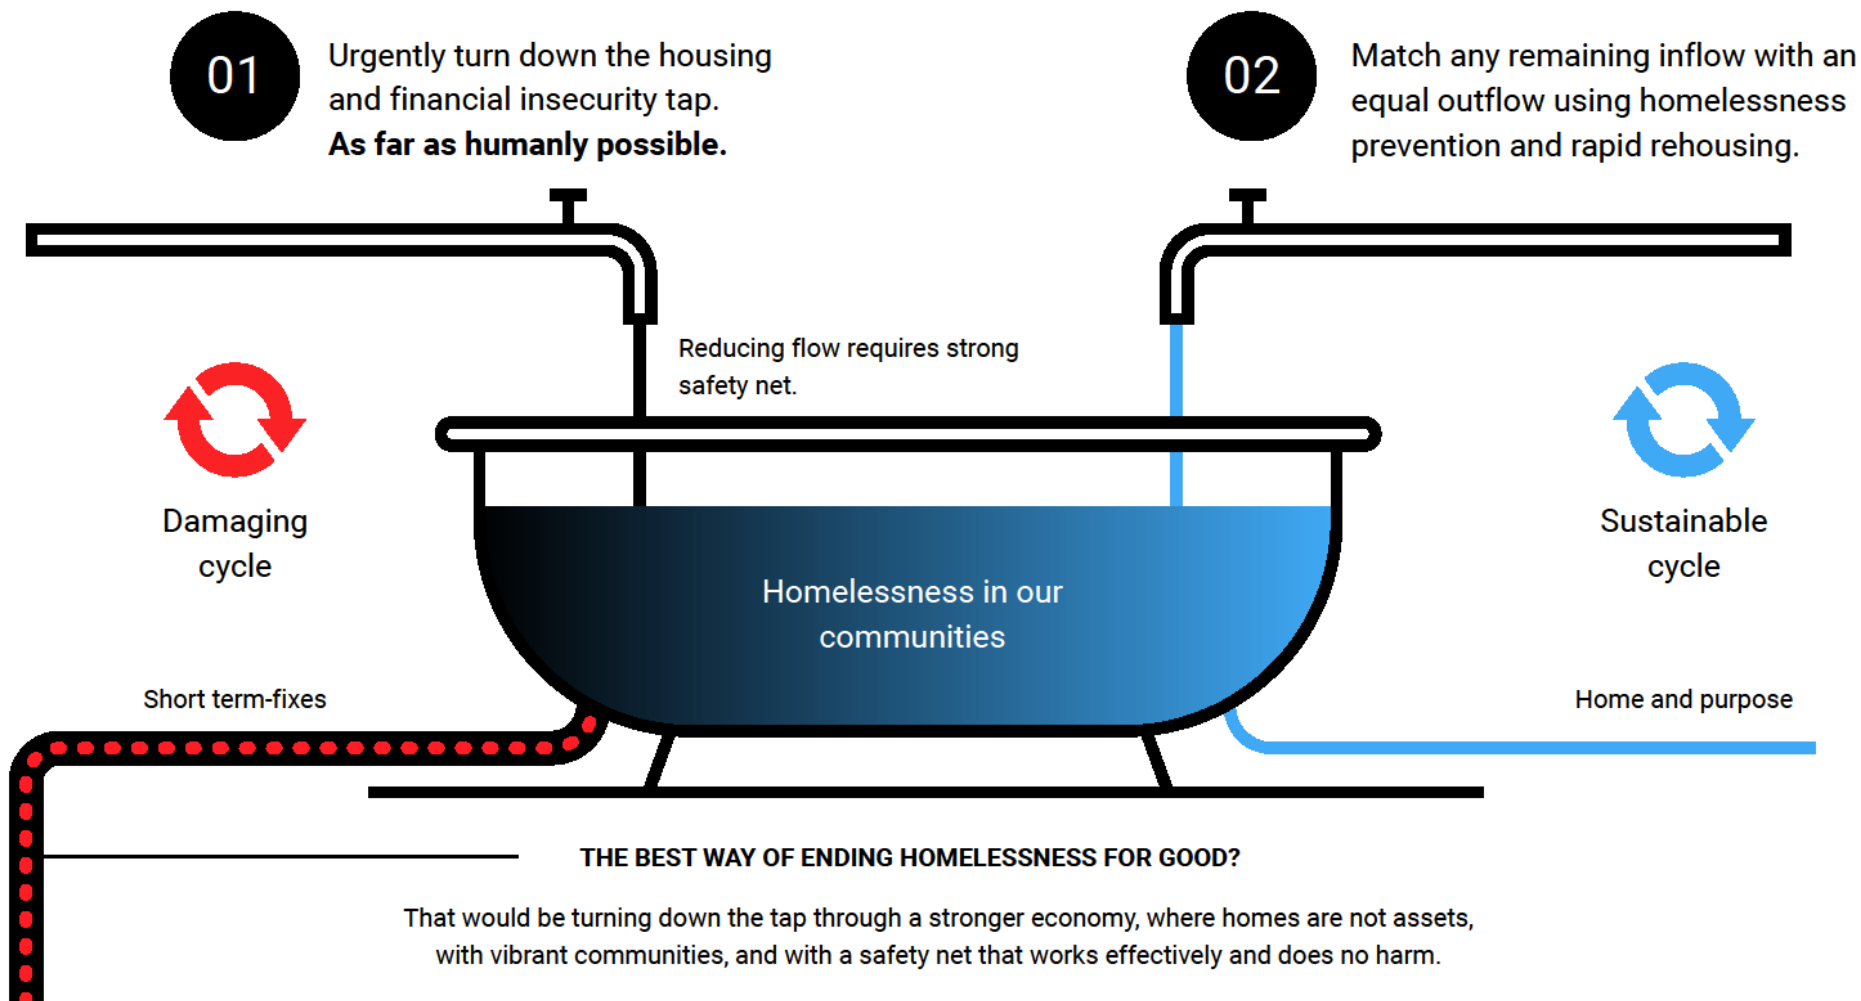 01
Urgently turn down the housing
and financial insecurity tap.
As far as humanly possible.
02
Match any remaining inflow with an
equal outflow using homelessness
prevention and rapid rehousing.
Reducing flow requires strong
safety net.
Damaging
cycle
Sustainable
cycle
Homelessness in our
communities
Short term-fixes
Home and purpose
THE BEST WAY OF ENDING HOMELESSNESS FOR GOOD?
That would be turning down the tap through a stronger economy, where homes are not assets,
with vibrant communities, and with a safety net that works effectively and does no harm.